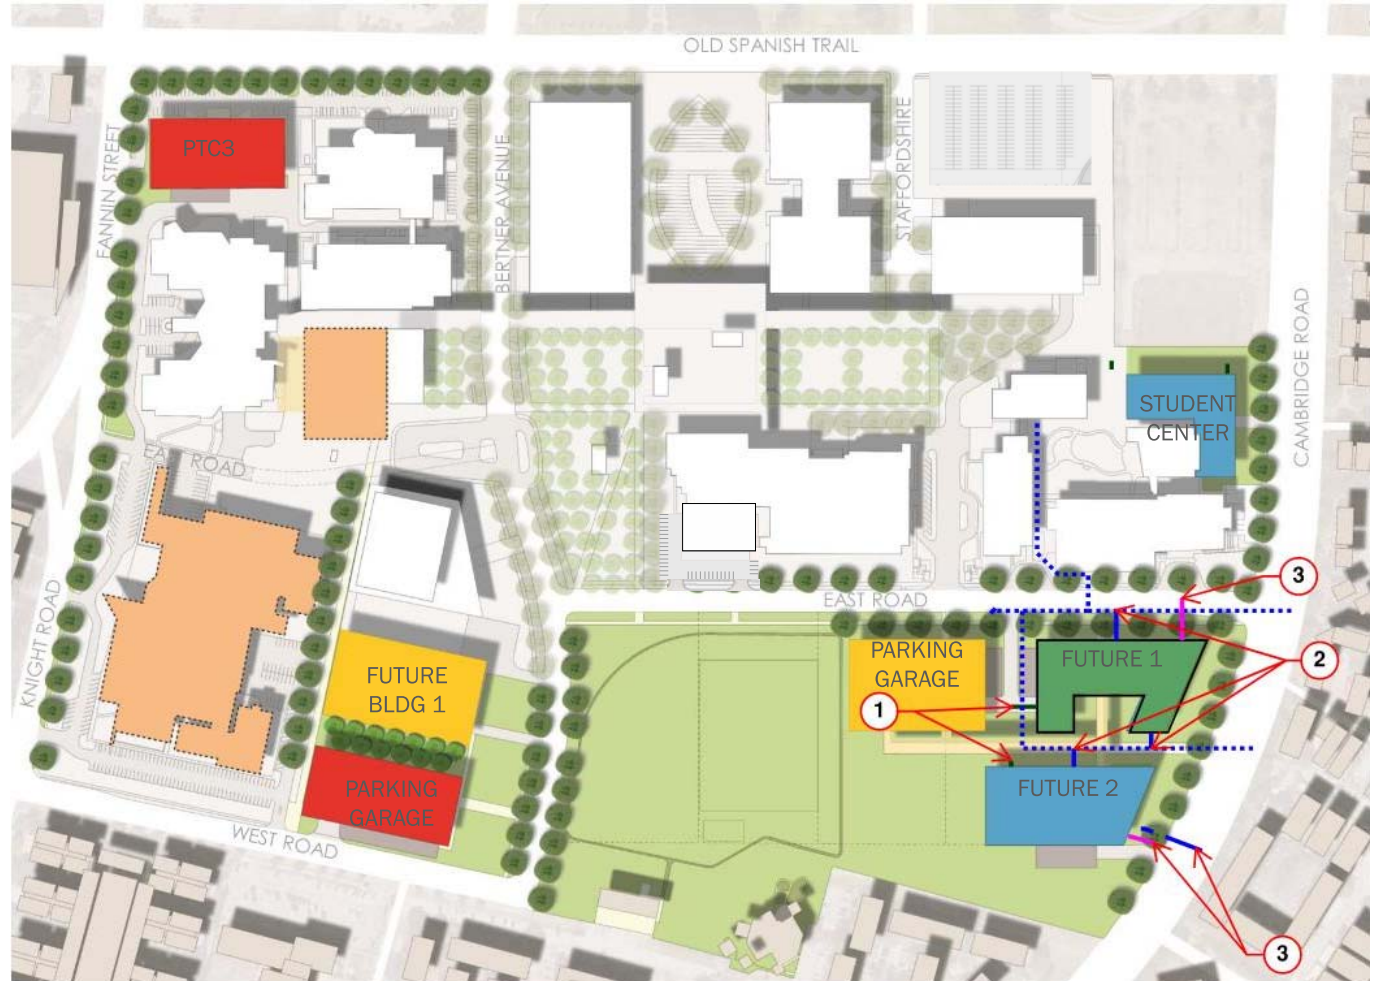 OLD SPANISH TRAIL
FANNIN STREET
PTC3
BERTNER AVENUE
STAFFORDSHIRE
CAMBRIDGE ROAD
STUDENT
CENTER
EAST ROAD
KNIGHT ROAD
FUTURE
BLDG 1
PARKING
GARAGE
WEST ROAD
EAST ROAD
PARKING
GARAGE
FUTURE 1
FUTURE 2
1
2
3
3